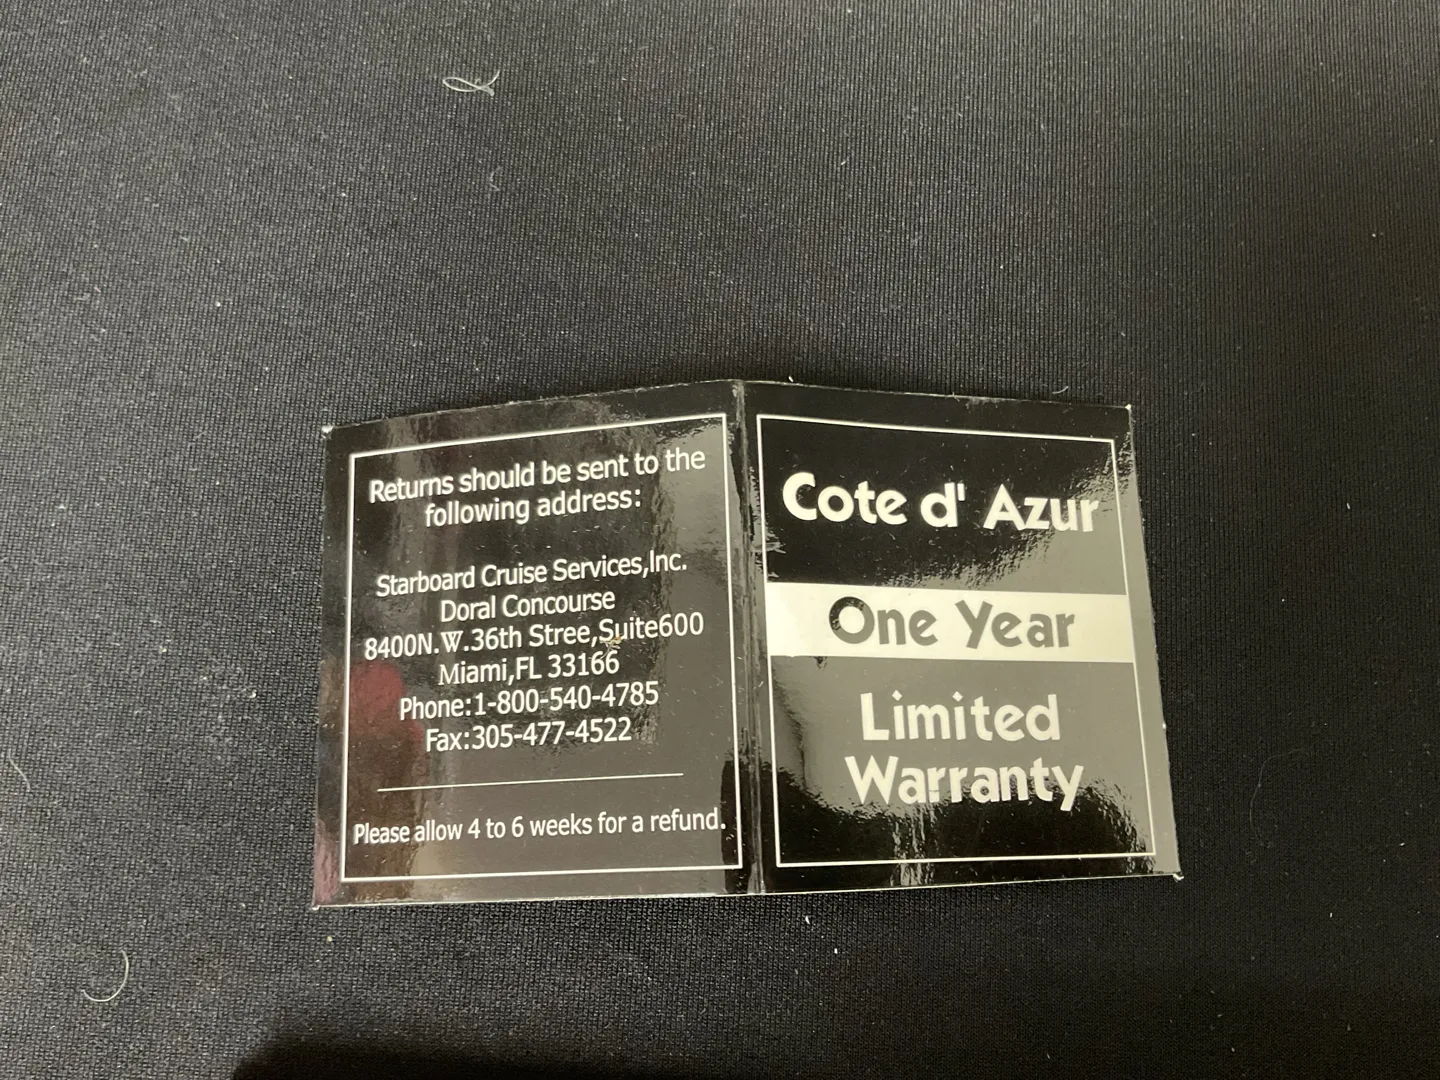 Returns should be sent to the
following address:
Starboard Cruise Services,Inc.
Doral Concourse
8400N.W.36th Stree,Suite600
Miami,FL 33166
Phone:1-800-540-4785
Fax:305-477-4522
Please allow 4 to 6 weeks for a refund.
Cote d' Azur
One Year
Limited
Warranty